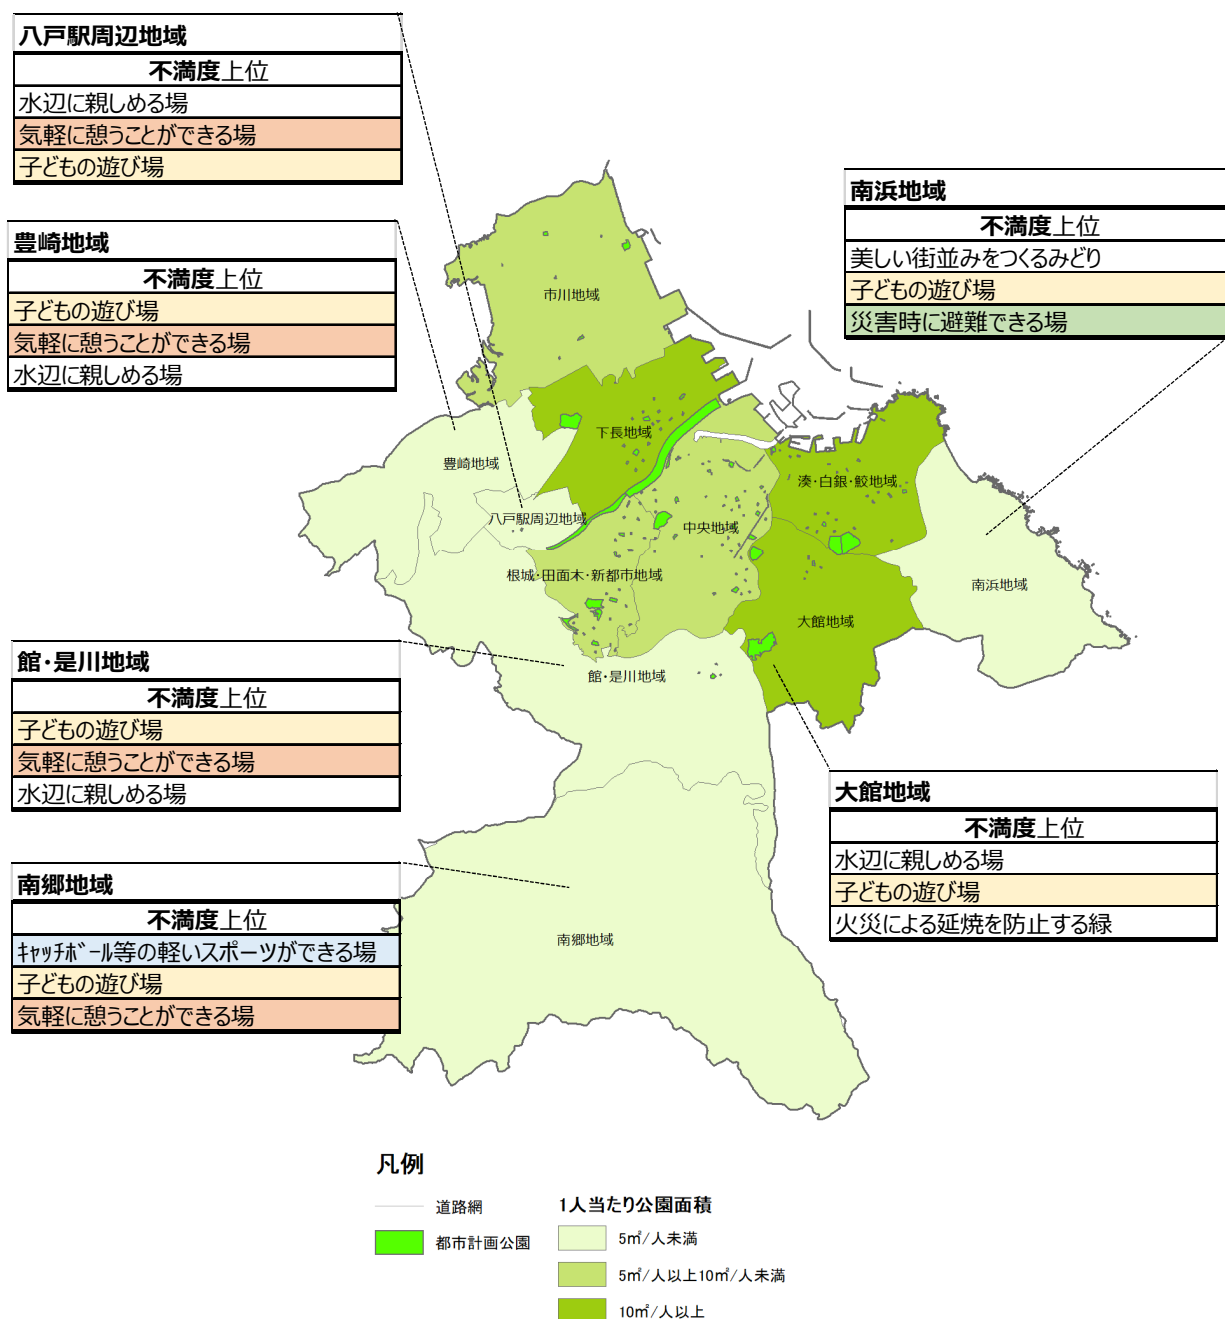 八戸駅周辺地域
不満度上位
水辺に親しめる場
気軽に憩うことができる場
子どもの遊び場
豊崎地域
不満度上位
子どもの遊び場
気軽に憩うことができる場
水辺に親しめる場
南浜地域
不満度上位
美しい街並みをつくるみどり
子どもの遊び場
災害時に避難できる場
市川地域
下長地域
豊崎地域
湊・白銀・鮫地域
八戸駅周辺地域
中央地域
根城・田面木・新都市地域
南浜地域
大館地域
館・是川地域
館・是川地域
不満度上位
子どもの遊び場
気軽に憩うことができる場
水辺に親しめる場
大館地域
不満度上位
水辺に親しめる場
子どもの遊び場
火災による延焼を防止する緑
南郷地域
不満度上位
ｷｬｯﾁﾎﾞｰﾙ等の軽いスポーツができる場
子どもの遊び場
気軽に憩うことができる場
南郷地域
凡例
道路網
都市計画公園
1人当たり公園面積
5㎡/人未満
5㎡/人以上10㎡/人未満
10㎡/人以上